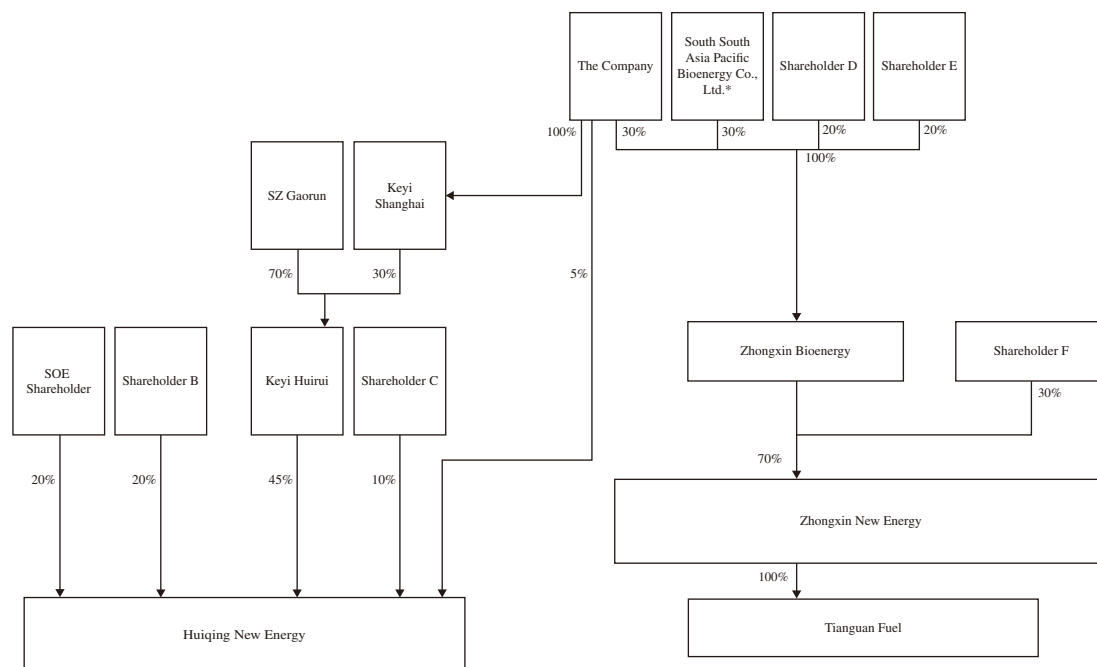 The Company
South South
Asia Pacific
Bioenergy Co.,
Ltd.*
Shareholder D
Shareholder E
100%
30%
30%
20%
20%
100%
SZ Gaorun
Keyi
Shanghai
70%
30%
5%
SOE
Shareholder
Shareholder B
Keyi Huirui
Shareholder C
Zhongxin Bioenergy
Shareholder F
30%
70%
20%
20%
45%
10%
Zhongxin New Energy
100%
Huiqing New Energy
Tianguan Fuel